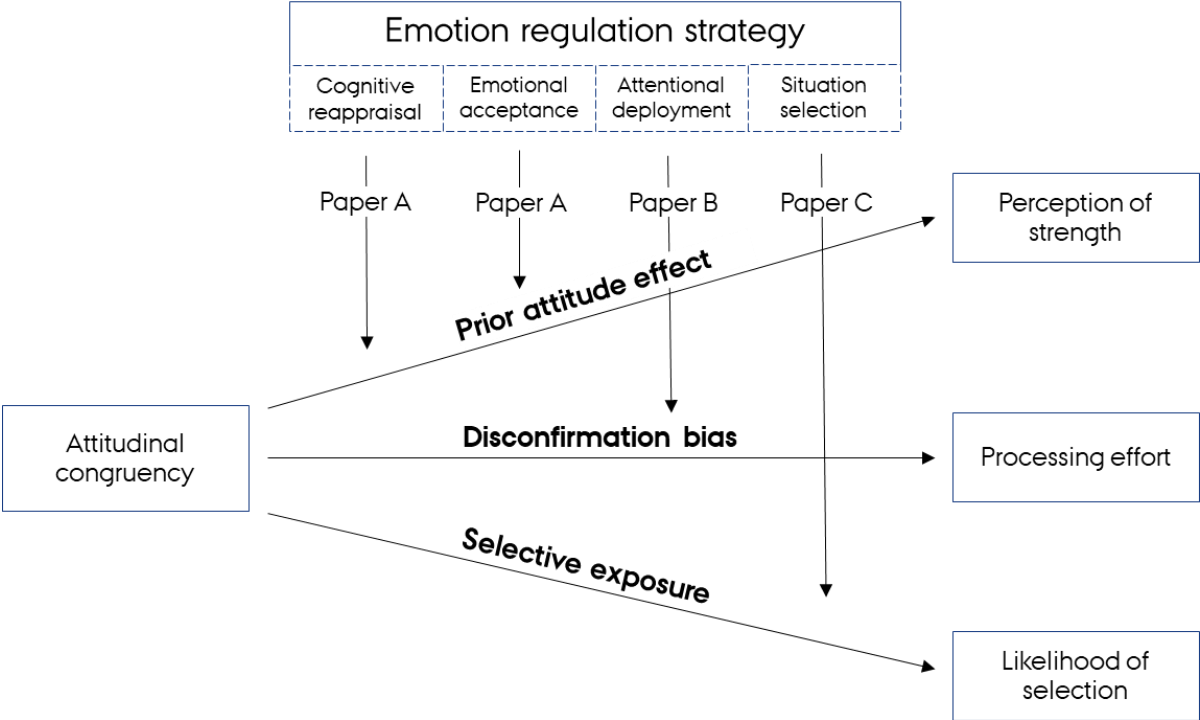 Emotion regulation strategy
Cognitive
reappraisal
Emotional
acceptance
Attentional
deployment
Situation
selection
Paper A
Paper A
Paper B
Paper C
Perception of
strength
Prior attitude effect
Attitudinal
congruency
Disconfirmation bias
Processing effort
Selective exposure
Likelihood of
selection